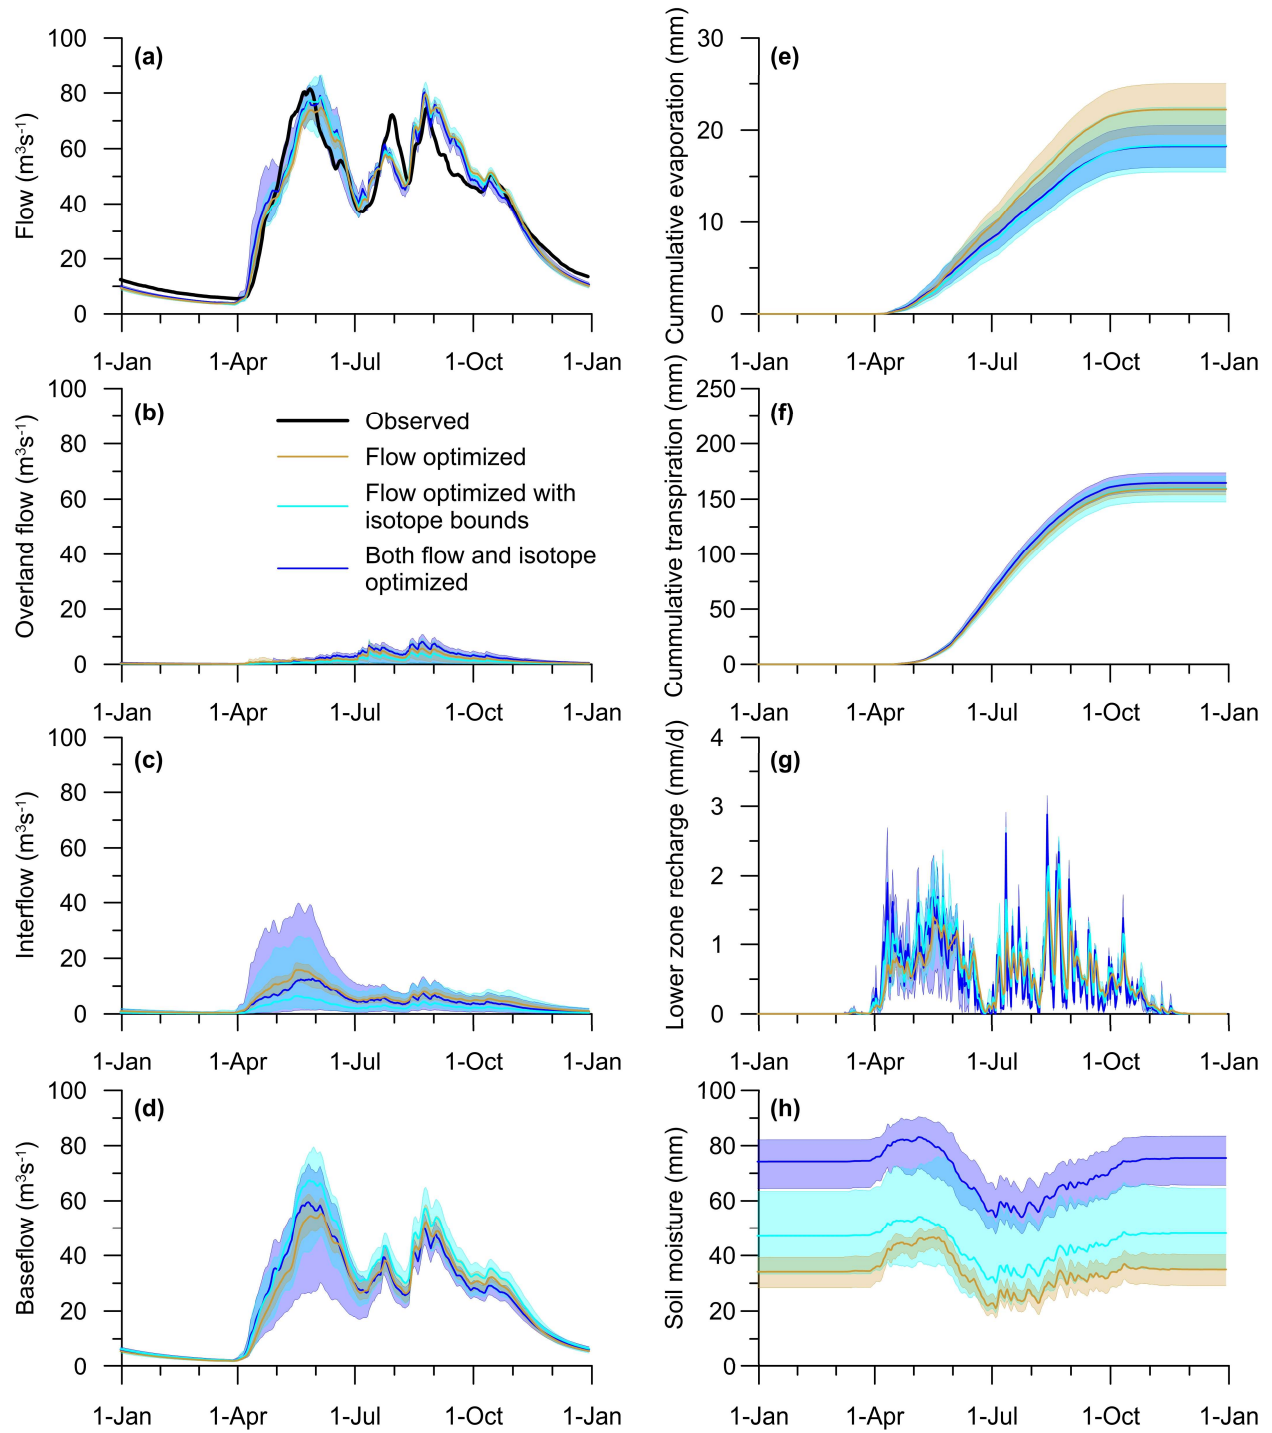 100
80
60
40
20
0
Flow (m³s⁻¹)
(a)
1-Jan
1-Apr
1-Jul
1-Oct
1-Jan
30
20
10
0
Cummulative evaporation (mm)
(e)
1-Jan
1-Apr
1-Jul
1-Oct
1-Jan
100
80
60
40
20
0
Overland flow (m³s⁻¹)
(b)
Observed
Flow optimized
Flow optimized with
isotope bounds
Both flow and isotope
optimized
1-Jan
1-Apr
1-Jul
1-Oct
1-Jan
250
200
150
100
50
0
Cummulative transpiration (mm)
(f)
1-Jan
1-Apr
1-Jul
1-Oct
1-Jan
100
80
60
40
20
0
Interflow (m³s⁻¹)
(c)
1-Jan
1-Apr
1-Jul
1-Oct
1-Jan
4
3
2
1
0
Lower zone recharge (mm/d)
(g)
1-Jan
1-Apr
1-Jul
1-Oct
1-Jan
100
80
60
40
20
0
Baseflow (m³s⁻¹)
(d)
1-Jan
1-Apr
1-Jul
1-Oct
1-Jan
100
80
60
40
20
0
Soil moisture (mm)
(h)
1-Jan
1-Apr
1-Jul
1-Oct
1-Jan